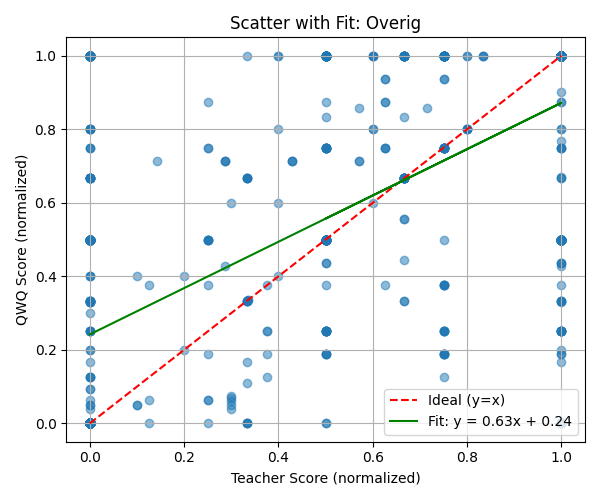 Scatter with Fit: Overig
1.0
0.8
0.6
0.4
0.2
0.0
QWQ Score (normalized)
Ideal (y=x)
Fit: y = 0.63x + 0.24
0.0 0.2 0.4 0.6 0.8 1.0
Teacher Score (normalized)